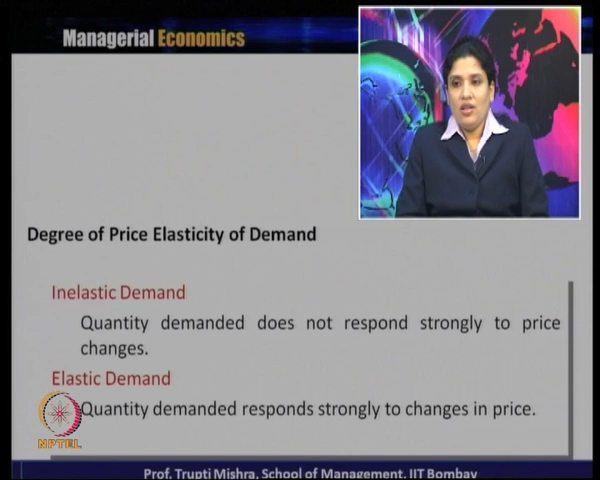 Managerial Economics
Degree of Price Elasticity of Demand
Inelastic Demand
Quantity demanded does not respond strongly to price
changes.
Elastic Demand
Quantity demanded responds strongly to changes in price.
NPTEL
Prof. Trupti Mishra, School of Management, IIT Bombay